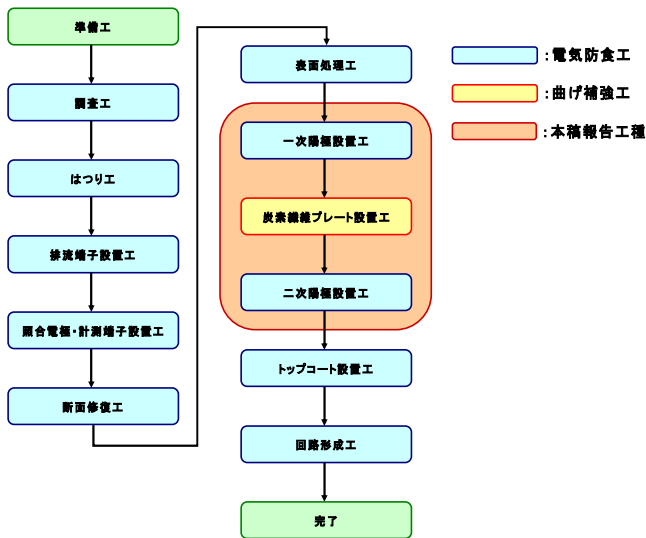 準備工
調査工
はつり工
排流端子設置工
照合電極・計測端子設置工
断面修復工
表面処理工
一次陽極設置工
炭素繊維プレート設置工
二次陽極設置工
トップコート設置工
回路形成工
完了
：電気防食工
：曲げ補強工
：本稿報告工種